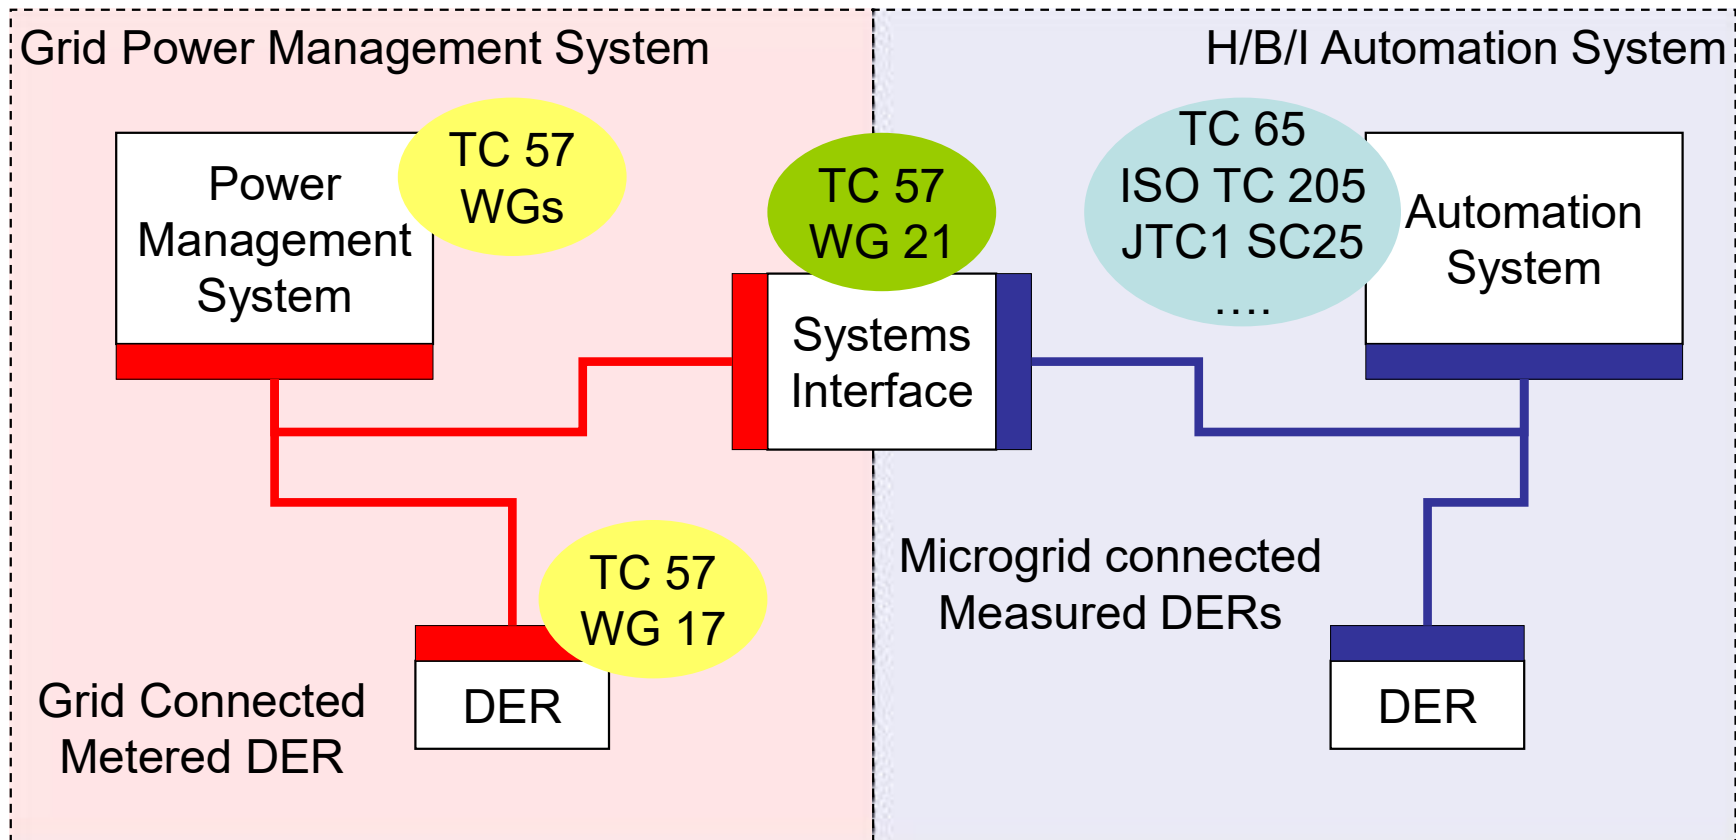 Grid Power Management System
H/B/I Automation System
Power
Management
System
TC 57
WGs
TC 57
WG 21
Systems
Interface
TC 65
ISO TC 205
JTC1 SC25
....
Automation
System
TC 57
WG 17
DER
Grid Connected
Metered DER
Microgrid connected
Measured DERs
DER